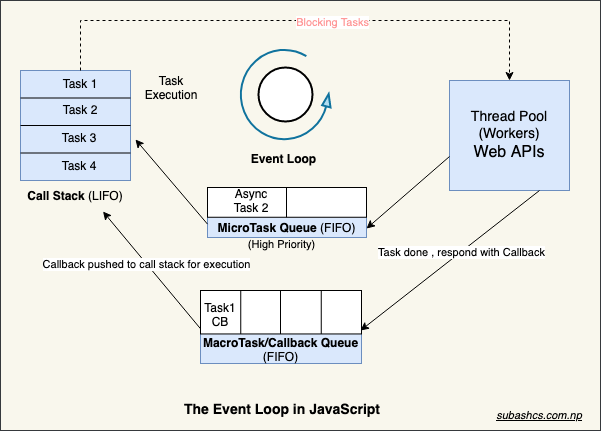 Blocking Tasks
Task 1
Task 2
Task 3
Task 4
Call Stack (LIFO)
Task
Execution
Event Loop
Thread Pool
(Workers)
Web APIs
Async
Task 2
MicroTask Queue (FIFO)
(High Priority)
Task done , respond with Callback
Callback pushed to call stack for execution
Task1
CB
MacroTask/Callback Queue
(FIFO)
The Event Loop in JavaScript
subashcs.com.np